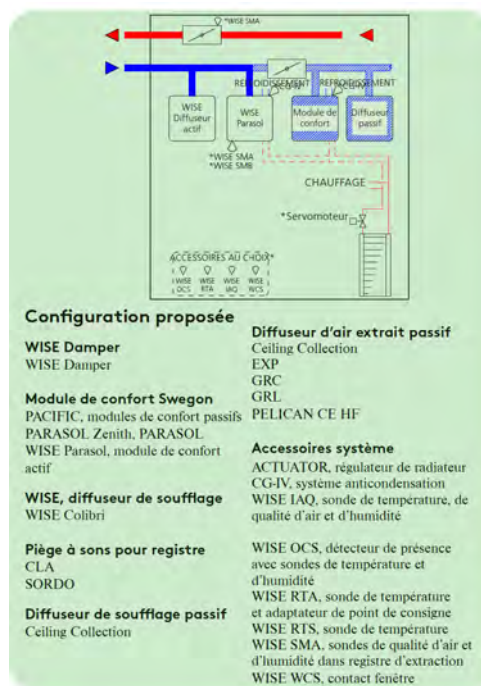 *WISE SMA
REFROIDISSEMENT
REFROIDISSEMENT
WISE
Diffuseur
actif
WISE
Parasol
Module de
confort
Diffuseur
passif
*WISE SMA
*WISE SMB
CHAUFFAGE
*Servomoteur
ACCESSOIRES AU CHOIX*
WISE
OCS
WISE
RTA
WISE
IAQ
WISE
WCS
Configuration proposée
WISE Damper
WISE Damper
Module de confort Swegon
PACIFIC, modules de confort passifs
PARASOL Zenith, PARASOL
WISE Parasol, module de confort
actif
WISE, diffuseur de soufflage
WISE Colibri
Piège à sons pour registre
CLA
SORDO
Diffuseur de soufflage passif
Ceiling Collection
Diffuseur d'air extrait passif
Ceiling Collection
EXP
GRC
GRL
PELICAN CE HF
Accessoires système
ACTUATOR, régulateur de radiateur
CG-IV, système anticondensation
WISE IAQ, sonde de température, de
qualité d'air et d'humidité
WISE OCS, détecteur de présence
avec sondes de température et
d'humidité
WISE RTA, sonde de température
et adaptateur de point de consigne
WISE RTS, sonde de température
WISE SMA, sondes de qualité d'air et
d'humidité dans registre d'extraction
WISE WCS, contact fenêtre